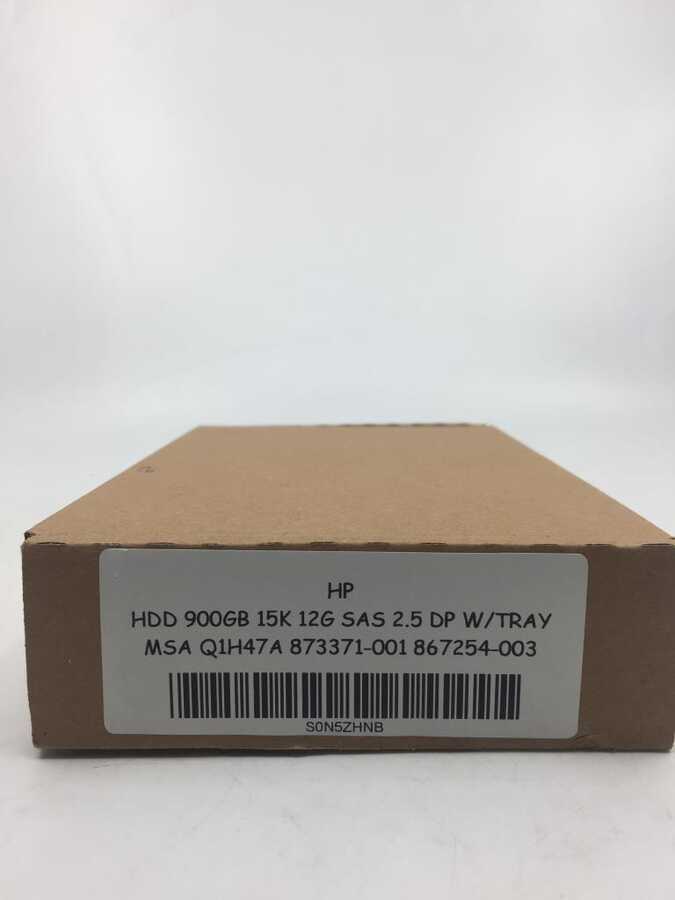 HP
HDD 900GB 15K 12G SAS 2.5 DP W/TRAY
MSA Q1H47A 873371-001 867254-003
S0N5ZHNB